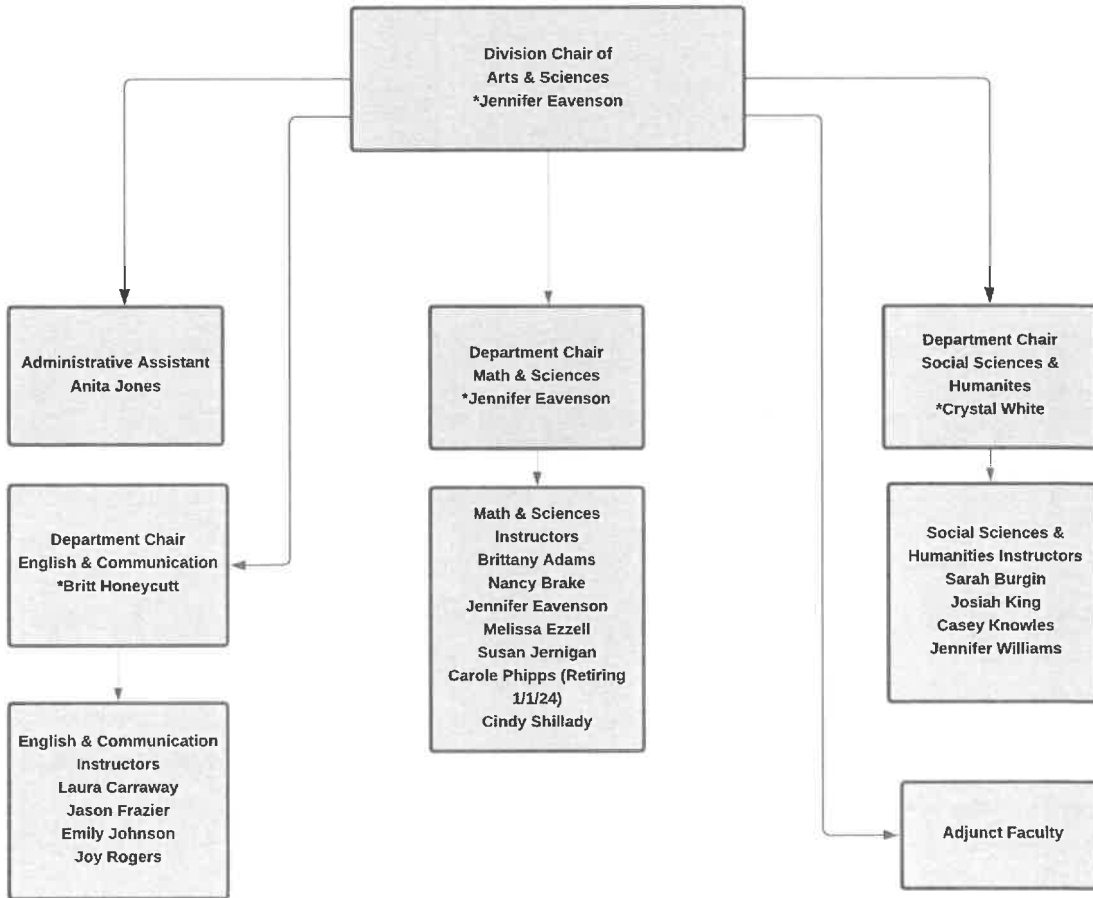 Division Chair of
Arts & Sciences
*Jennifer Eavenson
Administrative Assistant
Anita Jones
Department Chair
Math & Sciences
*Jennifer Eavenson
Department Chair
Social Sciences &
Humanites
*Crystal White
Department Chair
English & Communication
*Britt Honeycutt
Math & Sciences
Instructors
Brittany Adams
Nancy Brake
Jennifer Eavenson
Melissa Ezzell
Susan Jernigan
Carole Phipps (Retiring
1/1/24)
Cindy Shillady
Social Sciences &
Humanities Instructors
Sarah Burgin
Josiah King
Casey Knowles
Jennifer Williams
English & Communication
Instructors
Laura Carraway
Jason Frazier
Emily Johnson
Joy Rogers
Adjunct Faculty